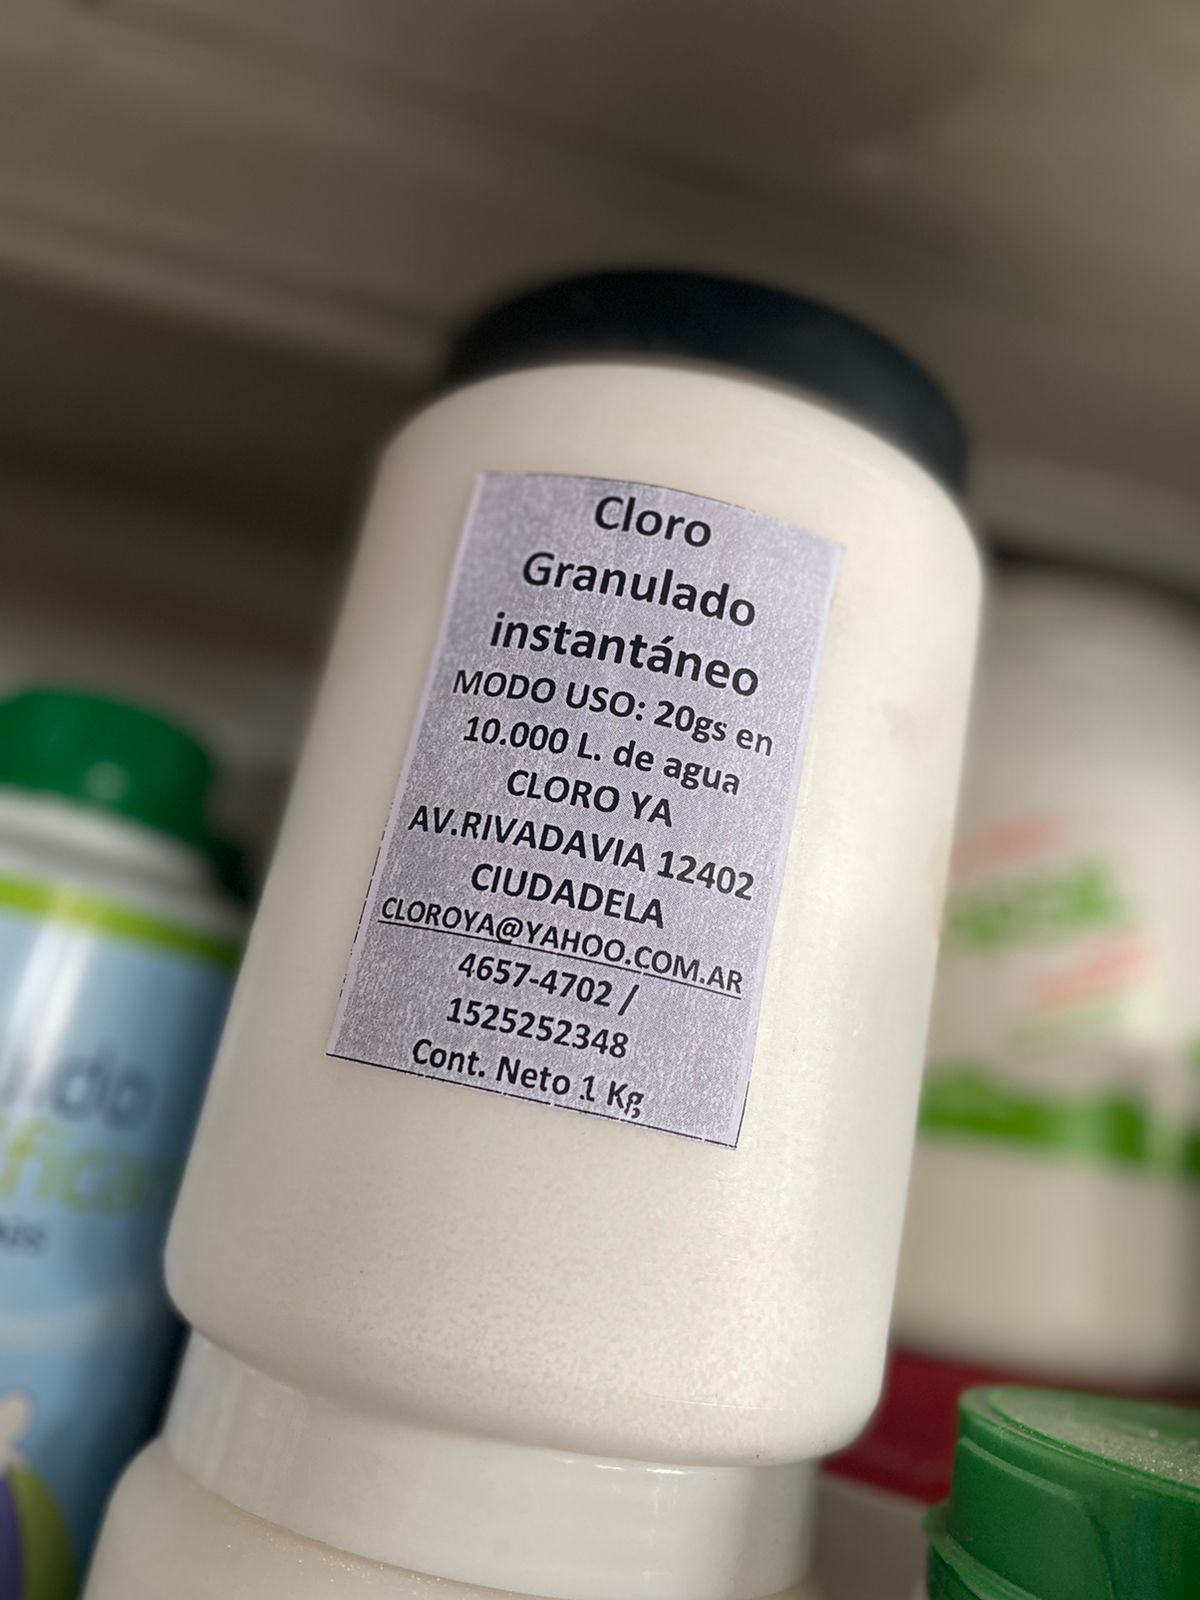 Cloro
Granulado
instantáneo
MODO USO: 20gs en
10.000 L. de agua
CLORO YA
AV.RIVADAVIA 12402
CIUDADELA
CLOROYA@YAHOO.COM.AR
4657-4702 /
1525252348
Cont. Neto 1 Kg